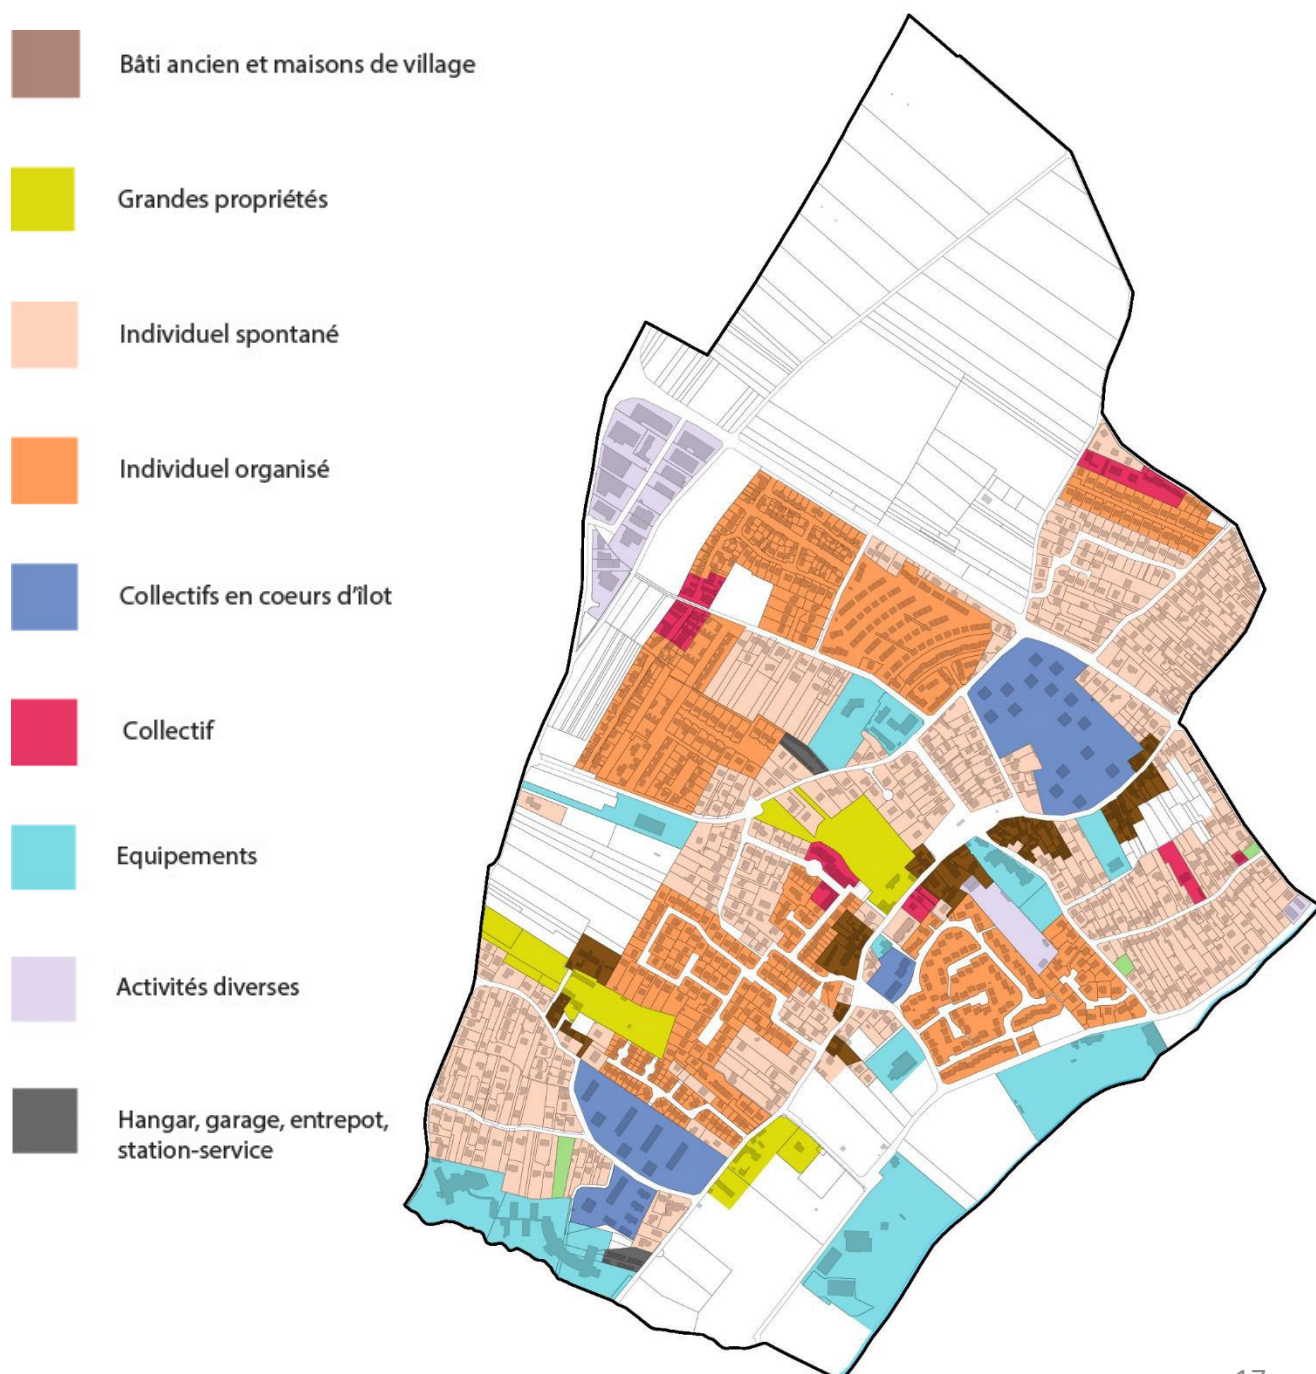 Bâti ancien et maisons de village
Grandes propriétés
Individuel spontané
Individuel organisé
Collectifs en coeurs d'îlot
Collectif
Equipements
Activités diverses
Hangar, garage, entrepot,
station-service
17